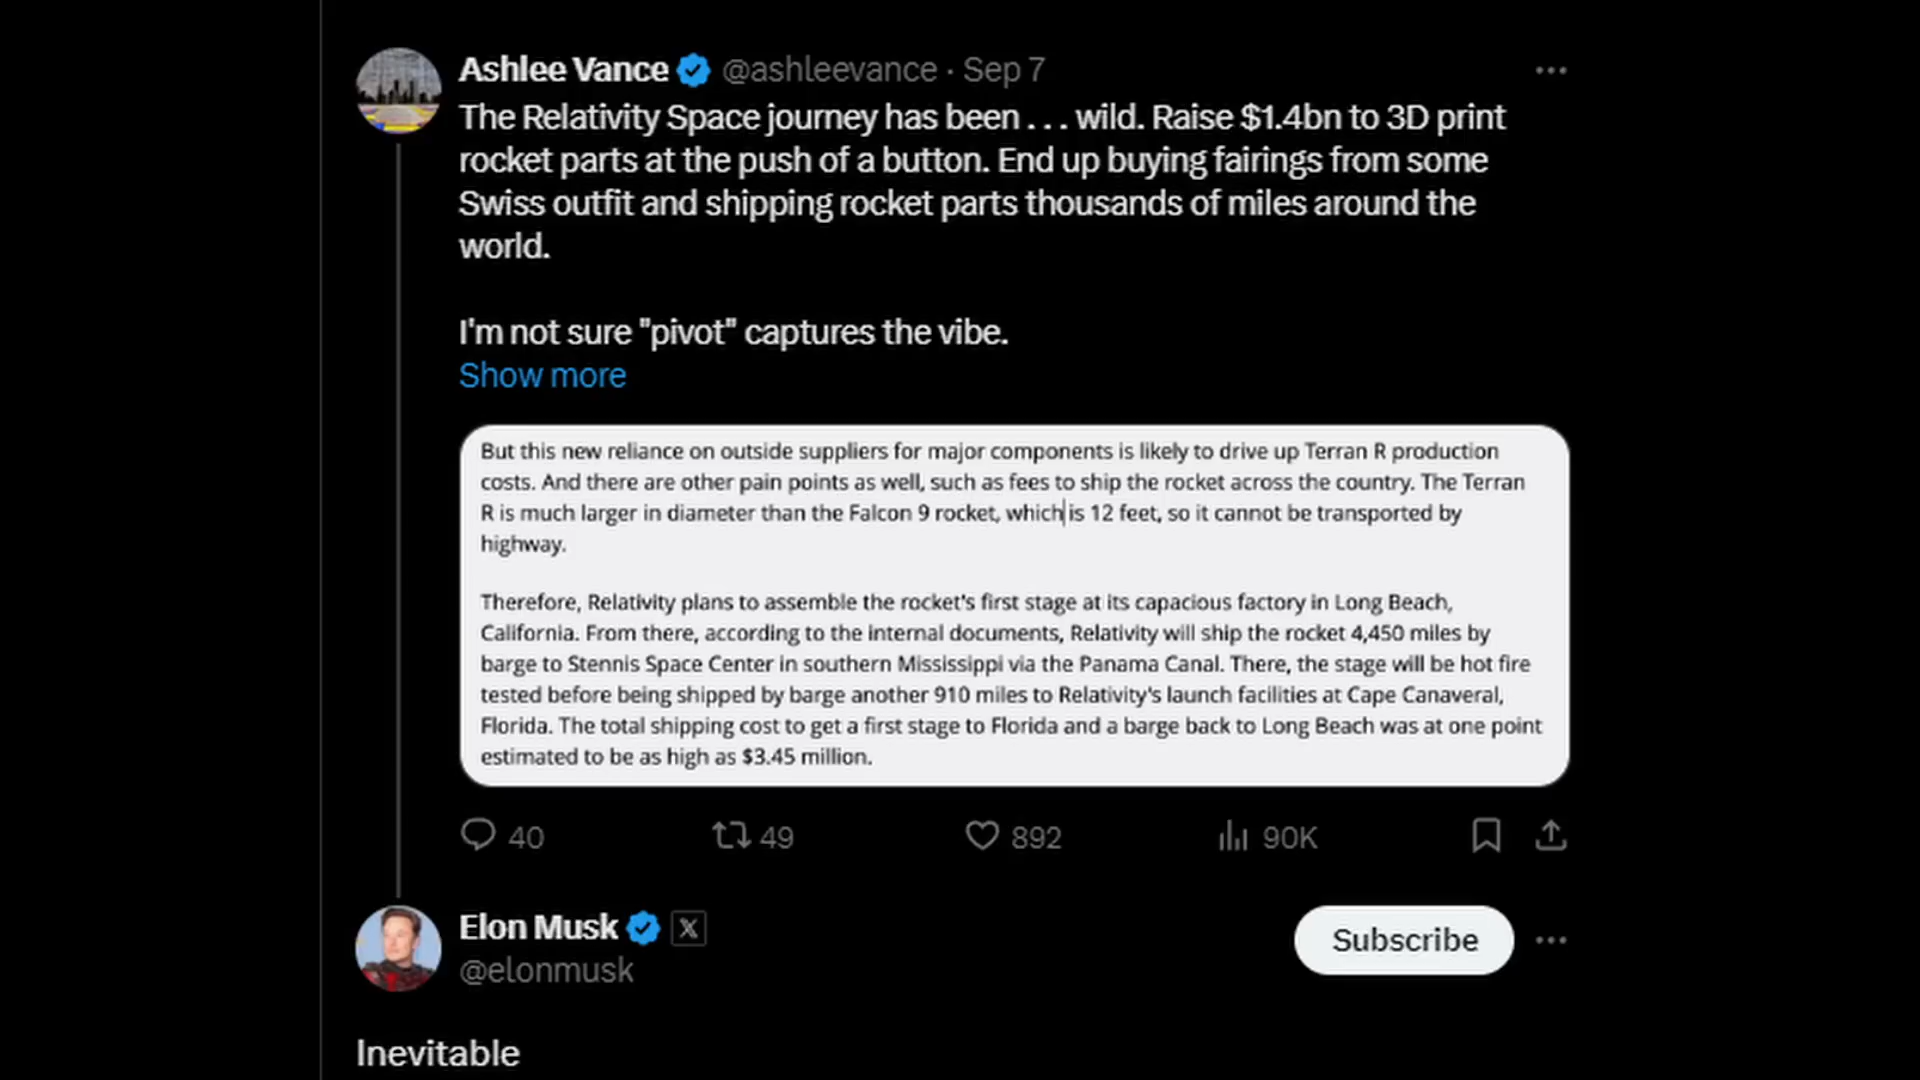 Ashlee Vance @ashleevance · Sep 7
The Relativity Space journey has been . . . wild. Raise $1.4bn to 3D print
rocket parts at the push of a button. End up buying fairings from some
Swiss outfit and shipping rocket parts thousands of miles around the
world.
I'm not sure "pivot" captures the vibe.
Show more
But this new reliance on outside suppliers for major components is likely to drive up Terran R production
costs. And there are other pain points as well, such as fees to ship the rocket across the country. The Terran
R is much larger in diameter than the Falcon 9 rocket, which is 12 feet, so it cannot be transported by
highway.
Therefore, Relativity plans to assemble the rocket's first stage at its capacious factory in Long Beach,
California. From there, according to the internal documents, Relativity will ship the rocket 4,450 miles by
barge to Stennis Space Center in southern Mississippi via the Panama Canal. There, the stage will be hot fire
tested before being shipped by barge another 910 miles to Relativity's launch facilities at Cape Canaveral,
Florida. The total shipping cost to get a first stage to Florida and a barge back to Long Beach was at one point
estimated to be as high as $3.45 million.
40 49 892 90K
Elon Musk X
@elonmusk
Subscribe
Inevitable